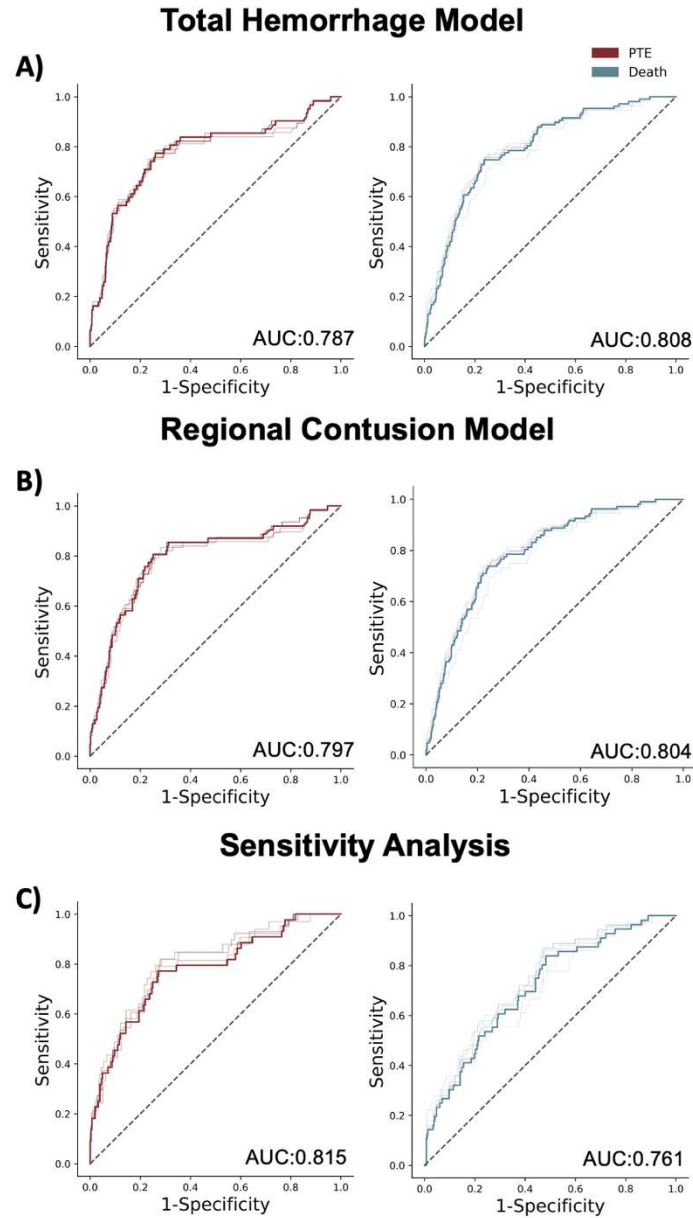 Total Hemorrhage Model
PTE
Death
A)
1.0
0.8
0.6
0.4
0.2
0.0
Sensitivity
0.0 0.2 0.4 0.6 0.8 1.0
1-Specificity
AUC:0.787
1.0
0.8
0.6
0.4
0.2
0.0
Sensitivity
0.0 0.2 0.4 0.6 0.8 1.0
1-Specificity
AUC:0.808
Regional Contusion Model
B)
1.0
0.8
0.6
0.4
0.2
0.0
Sensitivity
0.0 0.2 0.4 0.6 0.8 1.0
1-Specificity
AUC:0.797
1.0
0.8
0.6
0.4
0.2
0.0
Sensitivity
0.0 0.2 0.4 0.6 0.8 1.0
1-Specificity
AUC:0.804
Sensitivity Analysis
C)
1.0
0.8
0.6
0.4
0.2
0.0
Sensitivity
0.0 0.2 0.4 0.6 0.8 1.0
1-Specificity
AUC:0.815
1.0
0.8
0.6
0.4
0.2
0.0
Sensitivity
0.0 0.2 0.4 0.6 0.8 1.0
1-Specificity
AUC:0.761